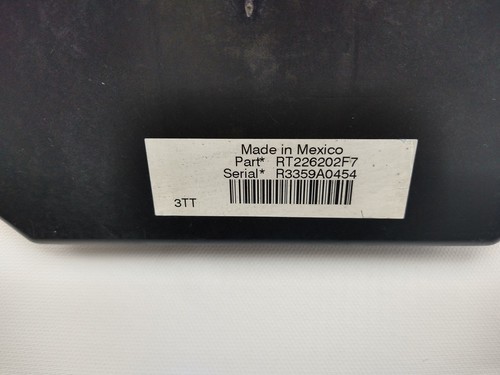 Made in Mexico
Part* RT226202F7
Serial* R3359A0454
3TT